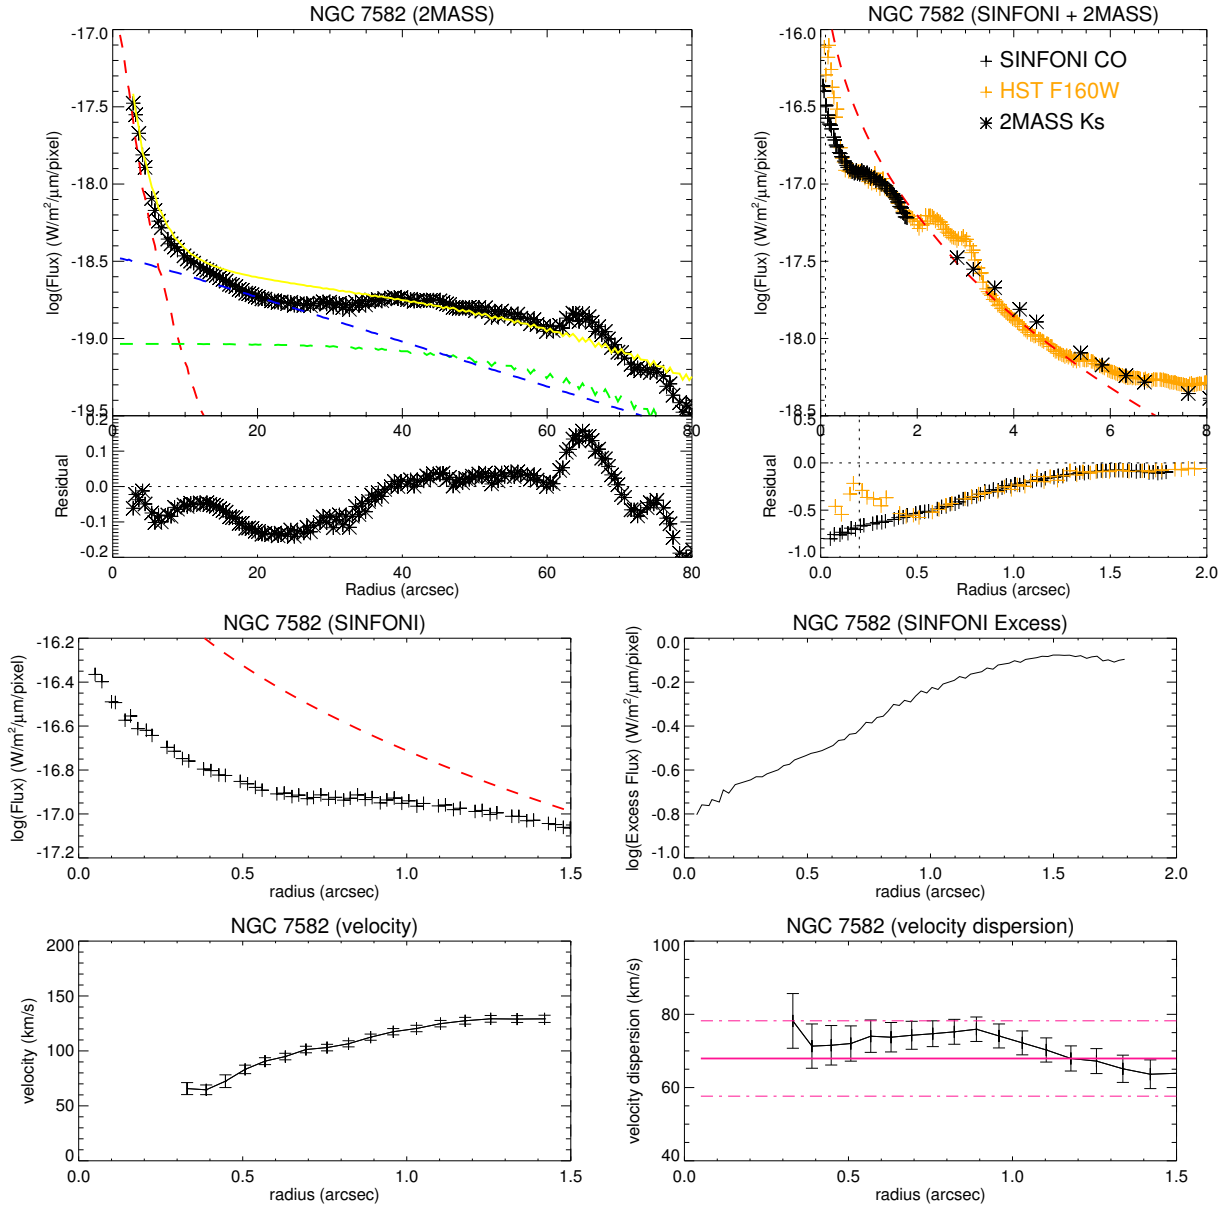 NGC 7582 (2MASS)
log(Flux) (W/m²/μm/pixel)
-17.0
-17.5
-18.0
-18.5
-19.0
-19.5
0 20 40 60 80
Radius (arcsec)
Residual
0.2
0.1
0.0
-0.1
-0.2
0 20 40 60 80
Radius (arcsec)
NGC 7582 (SINFONI + 2MASS)
SINFONI CO
HST F160W
2MASS Ks
log(Flux) (W/m²/μm/pixel)
-16.0
-16.5
-17.0
-17.5
-18.0
-18.5
0 2 4 6 8
Radius (arcsec)
Residual
0.5
0.0
-0.5
-1.0
0.0 0.5 1.0 1.5 2.0
Radius (arcsec)
NGC 7582 (SINFONI)
log(Flux) (W/m²/μm/pixel)
-16.2
-16.4
-16.6
-16.8
-17.0
-17.2
0.0 0.5 1.0 1.5
radius (arcsec)
NGC 7582 (SINFONI Excess)
log(Excess Flux) (W/m²/μm/pixel)
0.0
-0.2
-0.4
-0.6
-0.8
-1.0
0.0 0.5 1.0 1.5 2.0
radius (arcsec)
NGC 7582 (velocity)
velocity (km/s)
200
150
100
50
0
0.0 0.5 1.0 1.5
radius (arcsec)
NGC 7582 (velocity dispersion)
velocity dispersion (km/s)
100
80
60
40
0.0 0.5 1.0 1.5
radius (arcsec)